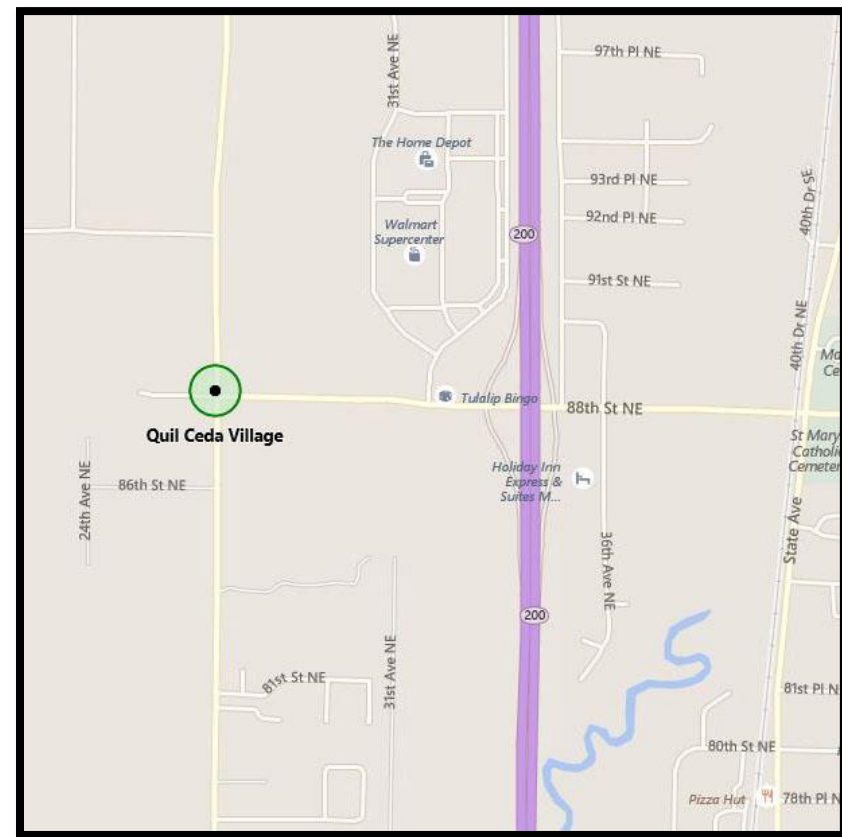 31st Ave NE
97th Pl NE
The Home Depot
93rd Pl NE
40th Dr SE
92nd Pl NE
Walmart
Supercenter
200
91st St NE
40th Dr NE
Ma
Ce
Tulalip Bingo
88th St NE
Quil Ceda Village
St Mary
Catholi
Cemeter
24th Ave NE
86th St NE
Holiday Inn
Express &
Suites M...
State Ave
36th Ave NE
200
31st Ave NE
81st St NE
81st Pl N
80th St NE
Pizza Hut
78th Pl N